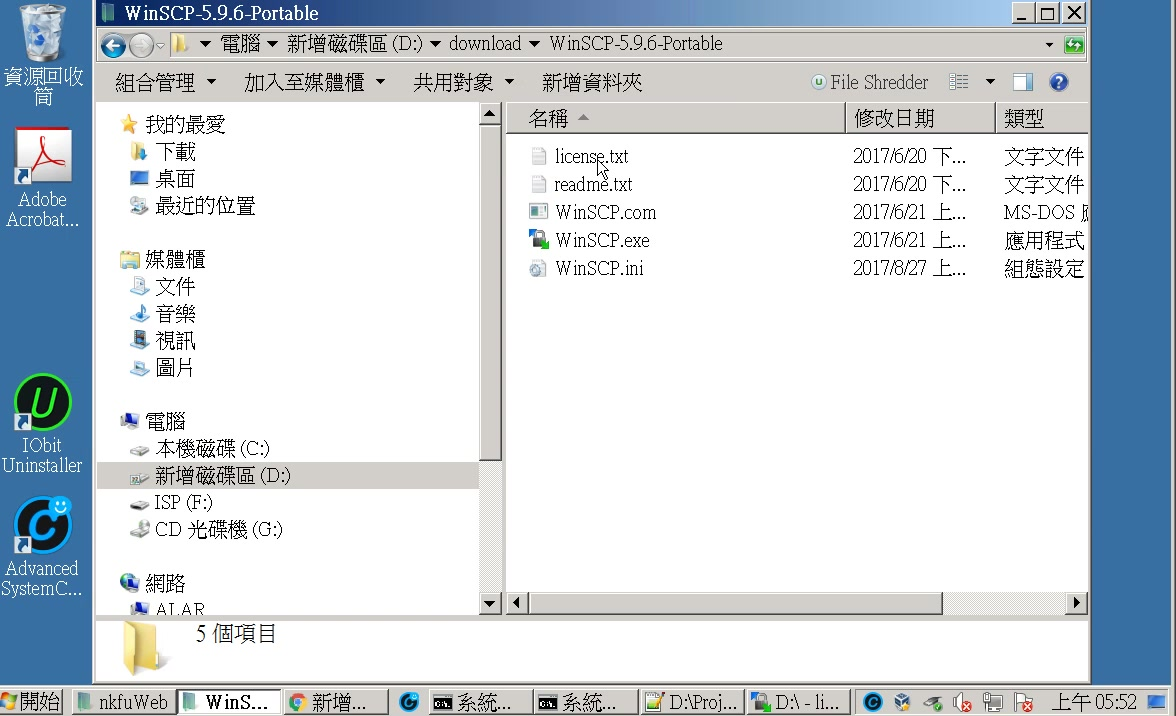 資源回收
筒
Adobe
Acrobat...
IObit
Uninstaller
Advanced
SystemC...
WinSCP-5.9.6-Portable
電腦 新增磁碟區 (D:) download WinSCP-5.9.6-Portable
組合管理 加入至媒體櫃 共用對象 新增資料夾 File Shredder
我的最愛
下載
桌面
最近的位置
媒體櫃
文件
音樂
視訊
圖片
電腦
本機磁碟 (C:)
新增磁碟區 (D:)
ISP (F:)
CD 光碟機 (G:)
網路
ALAR
名稱 修改日期 類型
license.txt 2017/6/20 下... 文字文件
readme.txt 2017/6/20 下... 文字文件
WinSCP.com 2017/6/21 上... MS-DOS 應
WinSCP.exe 2017/6/21 上... 應用程式
WinSCP.ini 2017/8/27 上... 組態設定
5 個項目
開始 nkfuWeb WinS... 新增... 系統... 系統... D:\Proj... D:\ - li... 上午 05:52